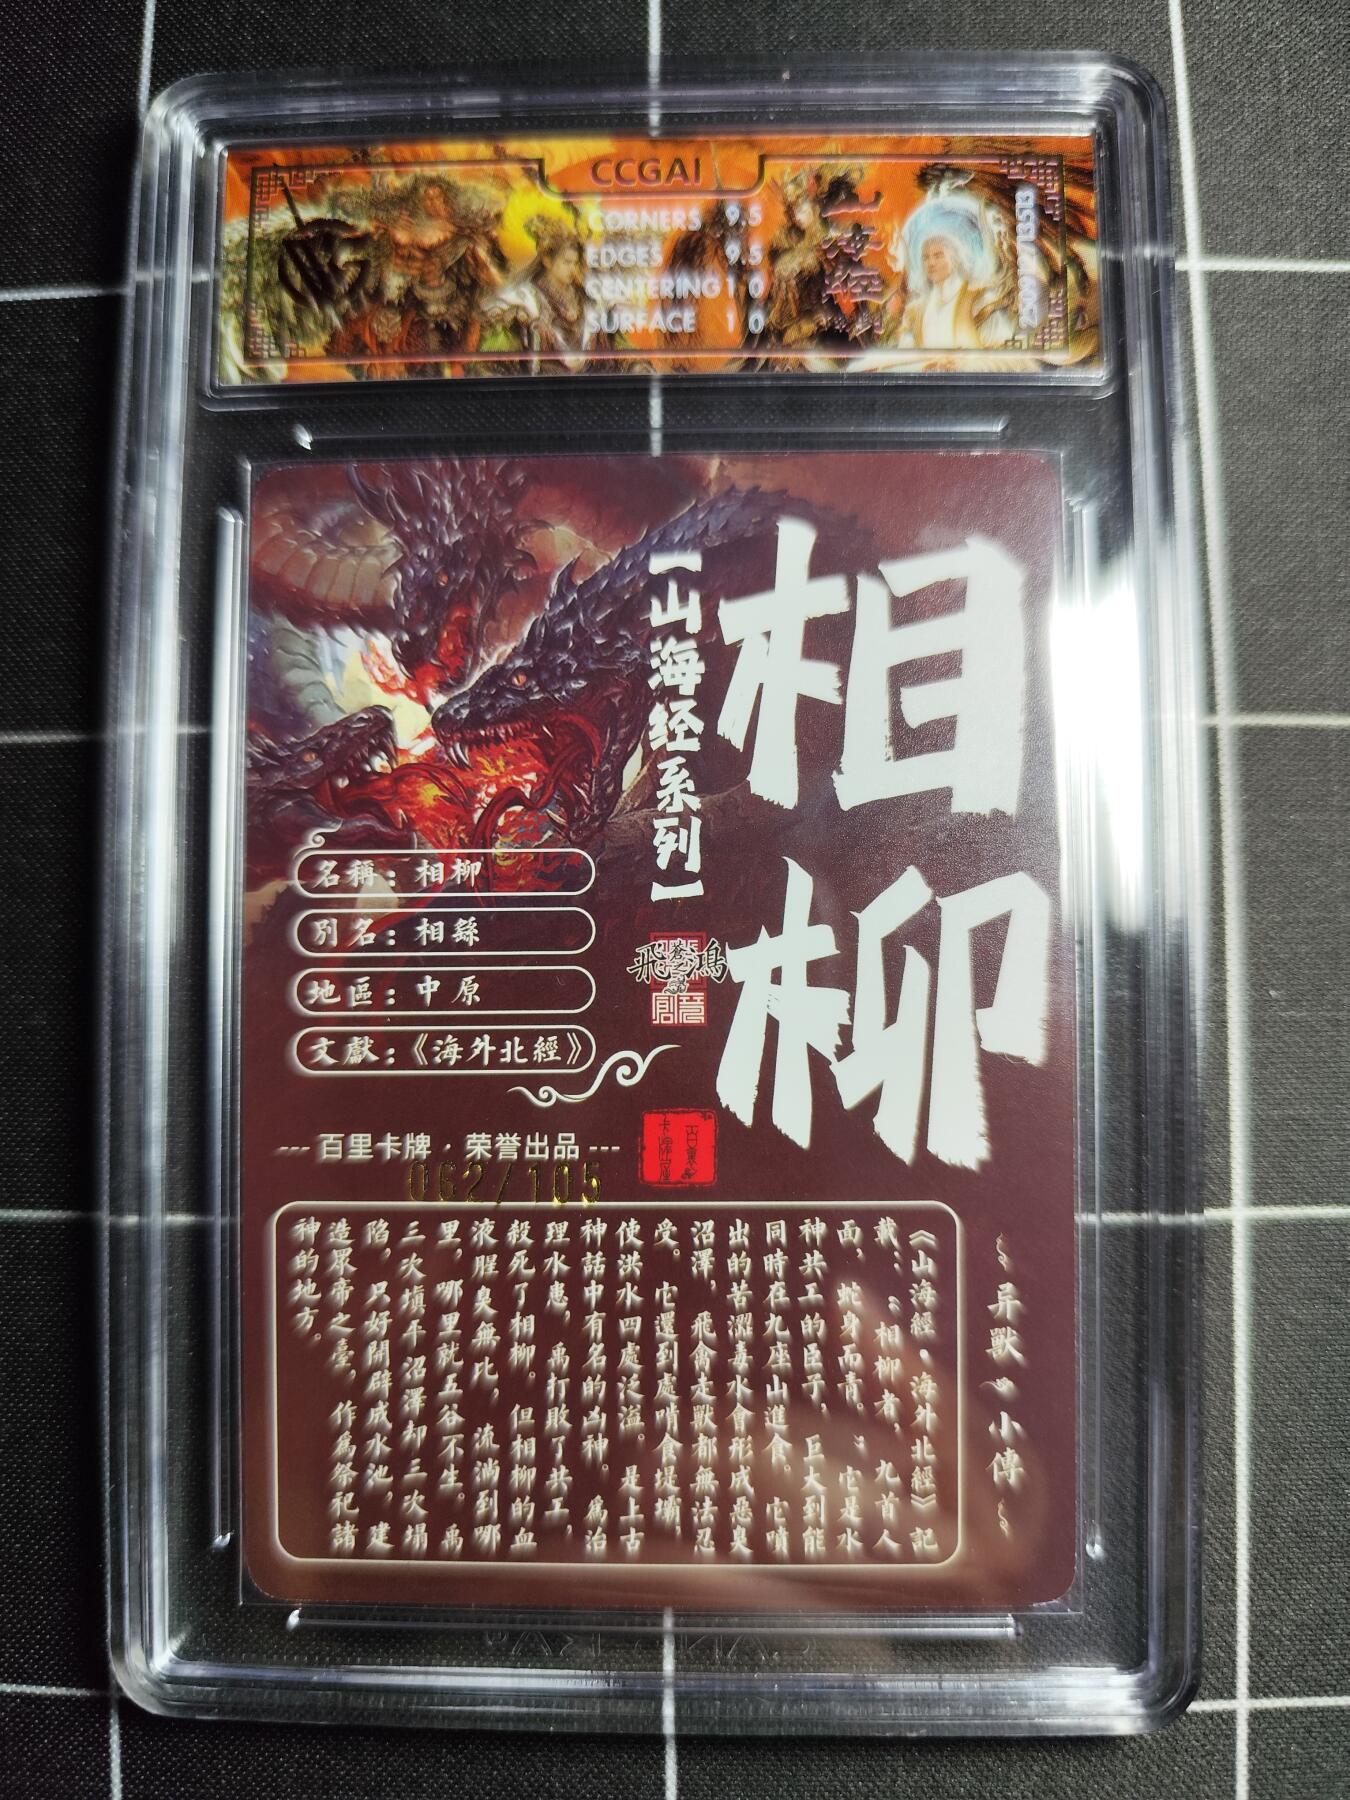 CCGAI
CORNERS 9.5
EDGES 9.5
CENTERING 10
SURFACE 10
相柳
【山海经系列】
飛鴻
蒼之
創意
名稱：相柳
別名：相繇
地區：中原
文獻：《海外北經》
--- 百里卡牌 · 荣誉出品 ---
062/105
异獸小傳
《山海經·海外北經》記
載：“相柳者，九首人
面，蛇身而青。”它是水
神共工的臣子，巨大到能
同時在九座山進食。它噴
出的苦澀毒水會形成惡臭
沼澤，飛禽走獸都無法忍
受。它還到處啃食堤壩，
使洪水四處泛溢。是上古
神話中有名的凶神。爲治
理水患，禹打敗了共工，
殺死了相柳。但相柳的血
液腥臭無比，流淌到哪
里，哪里就五谷不生。禹
三次填平沼澤却三次塌
陷，只好開辟成水池，建
造眾帝之臺，作爲祭祀諸
神的地方。